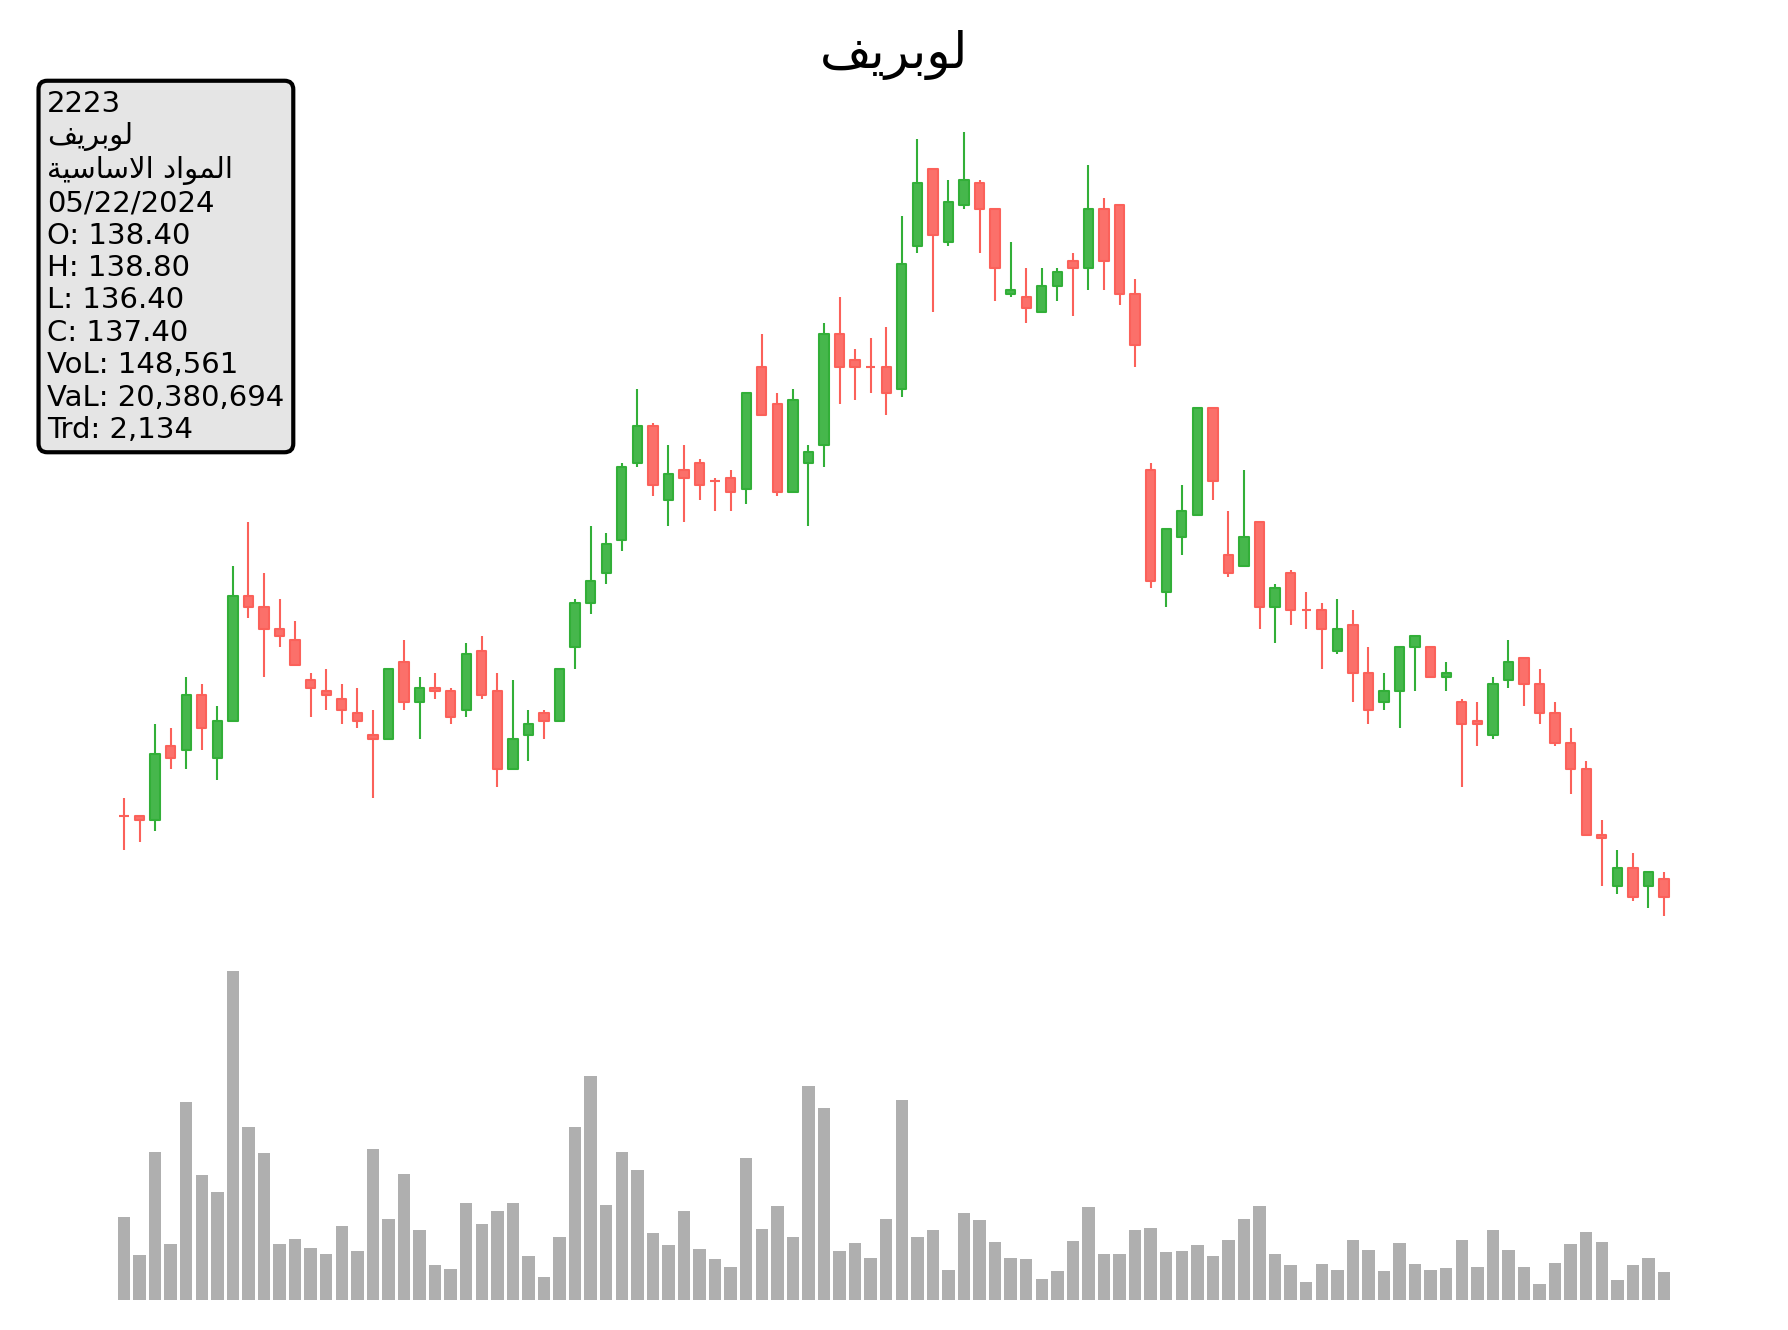 لوبريف
2223
لوبريف
المواد الاساسية
05/22/2024
O: 138.40
H: 138.80
L: 136.40
C: 137.40
VoL: 148,561
VaL: 20,380,694
Trd: 2,134